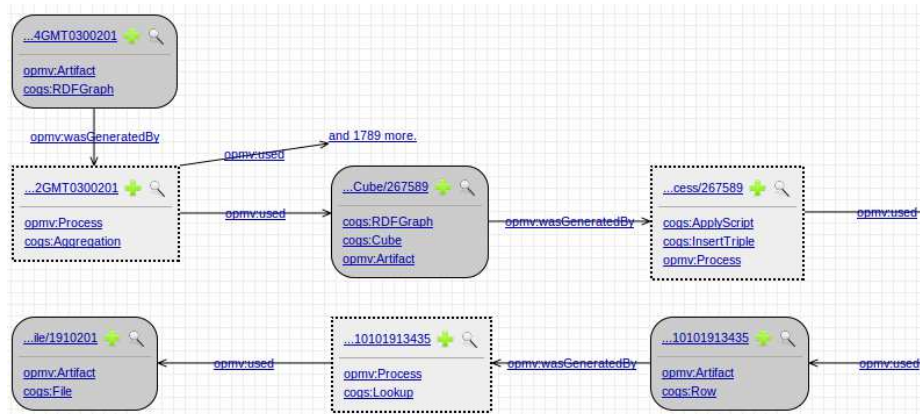 ...4GMT0300201
opmv:Artifact
cogs:RDFGraph
opmv:wasGeneratedBy
and 1789 more.
opmv:used
...2GMT0300201
opmv:Process
cogs:Aggregation
opmv:used
...Cube/267589
cogs:RDFGraph
cogs:Cube
opmv:Artifact
opmv:wasGeneratedBy
...cess/267589
cogs:ApplyScript
cogs:InsertTriple
opmv:Process
opmv:used
...ile/1910201
opmv:Artifact
cogs:File
opmv:used
...10101913435
opmv:Process
cogs:Lookup
opmv:wasGeneratedBy
...10101913435
opmv:Artifact
cogs:Row
opmv:used